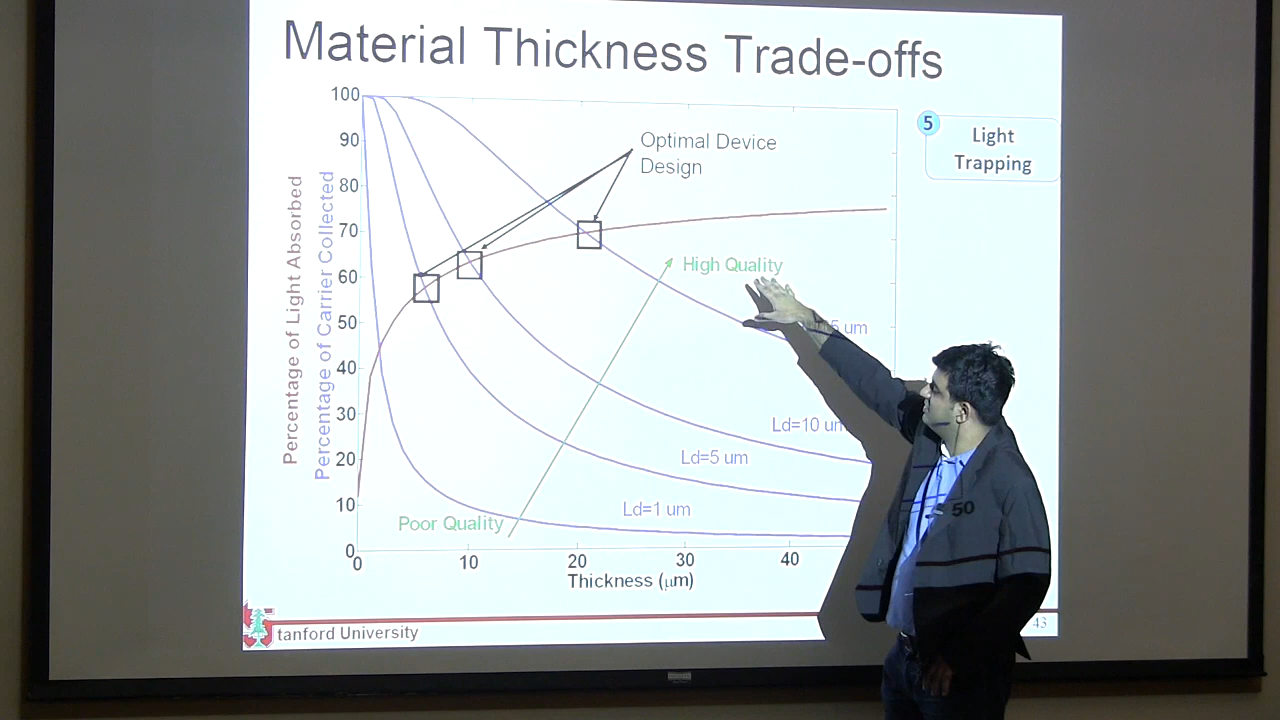 Material Thickness Trade-offs
5
Light
Trapping
Optimal Device
Design
Percentage of Light Absorbed
Percentage of Carrier Collected
100
90
80
70
60
50
40
30
20
10
0
High Quality
5 um
Ld=10 um
Ld=5 um
Ld=1 um
Poor Quality
0
10
20
30
40
50
Thickness (μm)
tanford University
43